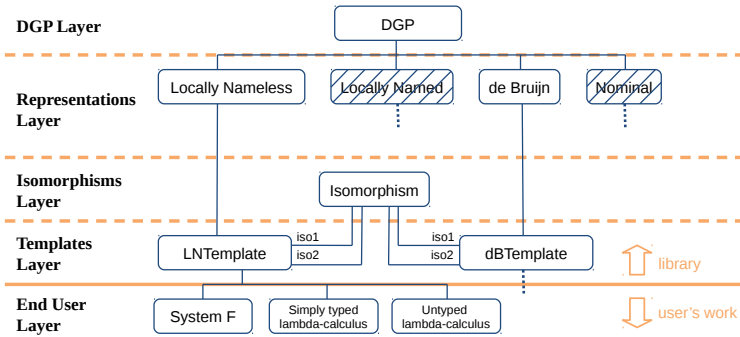 DGP Layer
DGP
Representations
Layer
Locally Nameless
Locally Named
de Bruijn
Nominal
Isomorphisms
Layer
Isomorphism
Templates
Layer
LNTemplate
iso1
iso2
iso1
iso2
dBTemplate
library
End User
Layer
System F
Simply typed
lambda-calculus
Untyped
lambda-calculus
user's work